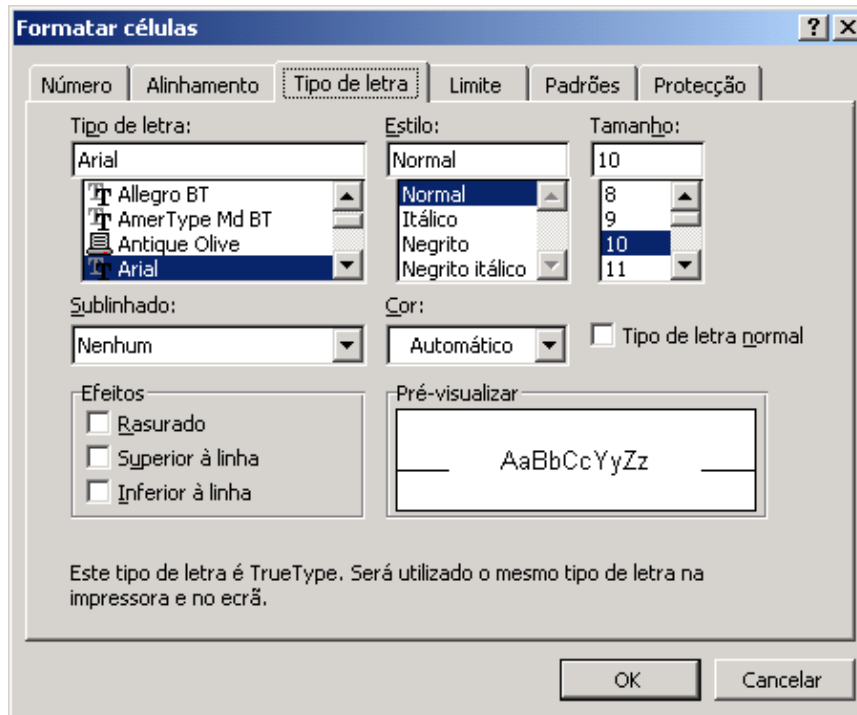 Formatar células
Número Alinhamento Tipo de letra Limite Padrões Protecção
Tipo de letra: Estilo: Tamanho:
Arial Normal 10
Allegro BT Normal 8
AmerType Md BT Itálico 9
Antique Olive Negrito 10
Arial Negrito itálico 11
Sublinhado: Cor:
Nenhum Automático Tipo de letra normal
Efeitos Pré-visualizar
Rasurado
Superior à linha AaBbCcYyZz
Inferior à linha
Este tipo de letra é TrueType. Será utilizado o mesmo tipo de letra na
impressora e no ecrã.
OK Cancelar